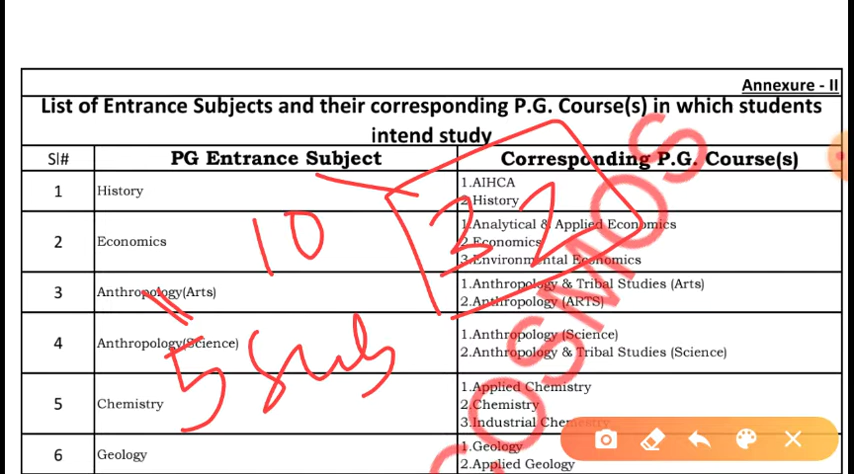 Annexure - II
List of Entrance Subjects and their corresponding P.G. Course(s) in which students
intend study
Sl# PG Entrance Subject Corresponding P.G. Course(s)
1 History 1.AIHCA
2.History
2 Economics 1.Analytical & Applied Economics
2.Economics
3.Environmental Economics
3 Anthropology(Arts) 1.Anthropology & Tribal Studies (Arts)
2.Anthropology (ARTS)
4 Anthropology(Science) 1.Anthropology (Science)
2.Anthropology & Tribal Studies (Science)
5 Chemistry 1.Applied Chemistry
2.Chemistry
3.Industrial Chemistry
6 Geology 1.Geology
2.Applied Geology
10
32
5 Sub
COSMOS